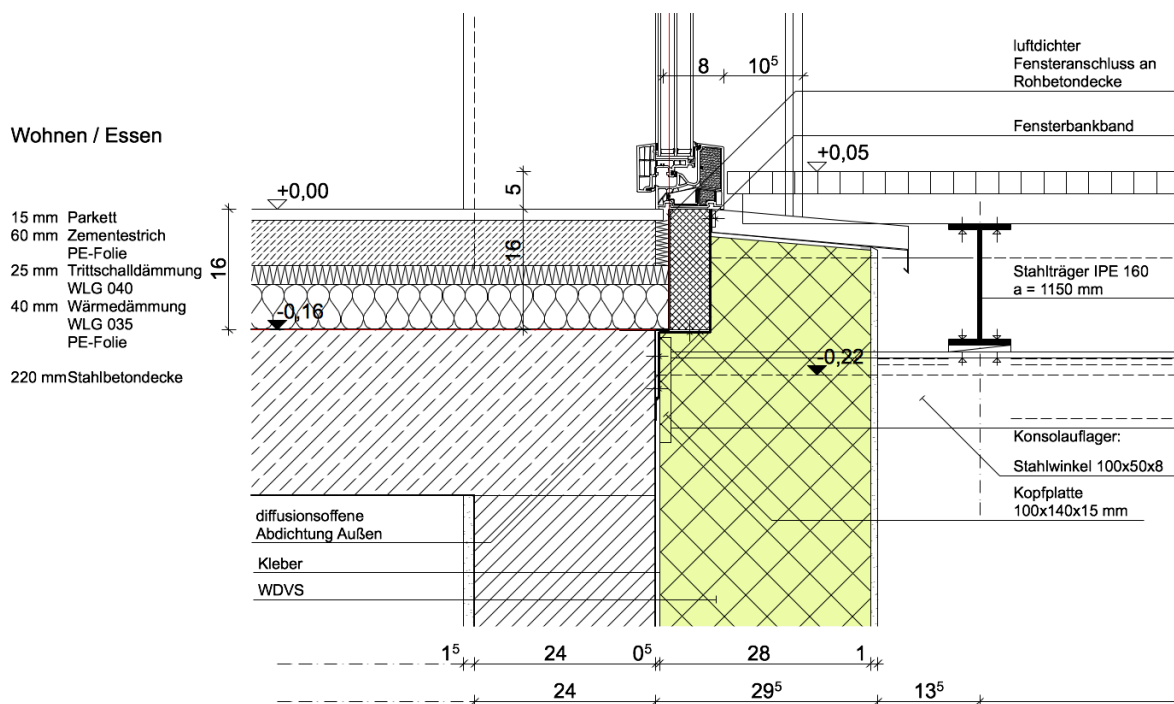 8
10⁵
luftdichter
Fensteranschluss an
Rohbetondecke
Fensterbankband
Wohnen / Essen
+0,05
+0,00
5
15 mm Parkett
60 mm Zementestrich
PE-Folie
25 mm Trittschalldämmung
WLG 040
40 mm Wärmedämmung
WLG 035
PE-Folie
220 mm Stahlbetondecke
16
16
-0,16
Stahlträger IPE 160
a = 1150 mm
-0,22
Konsolauflager:
Stahlwinkel 100x50x8
Kopfplatte
100x140x15 mm
diffusionsoffene
Abdichtung Außen
Kleber
WDVS
1⁵ 24 0⁵ 28 1
24 29⁵ 13⁵